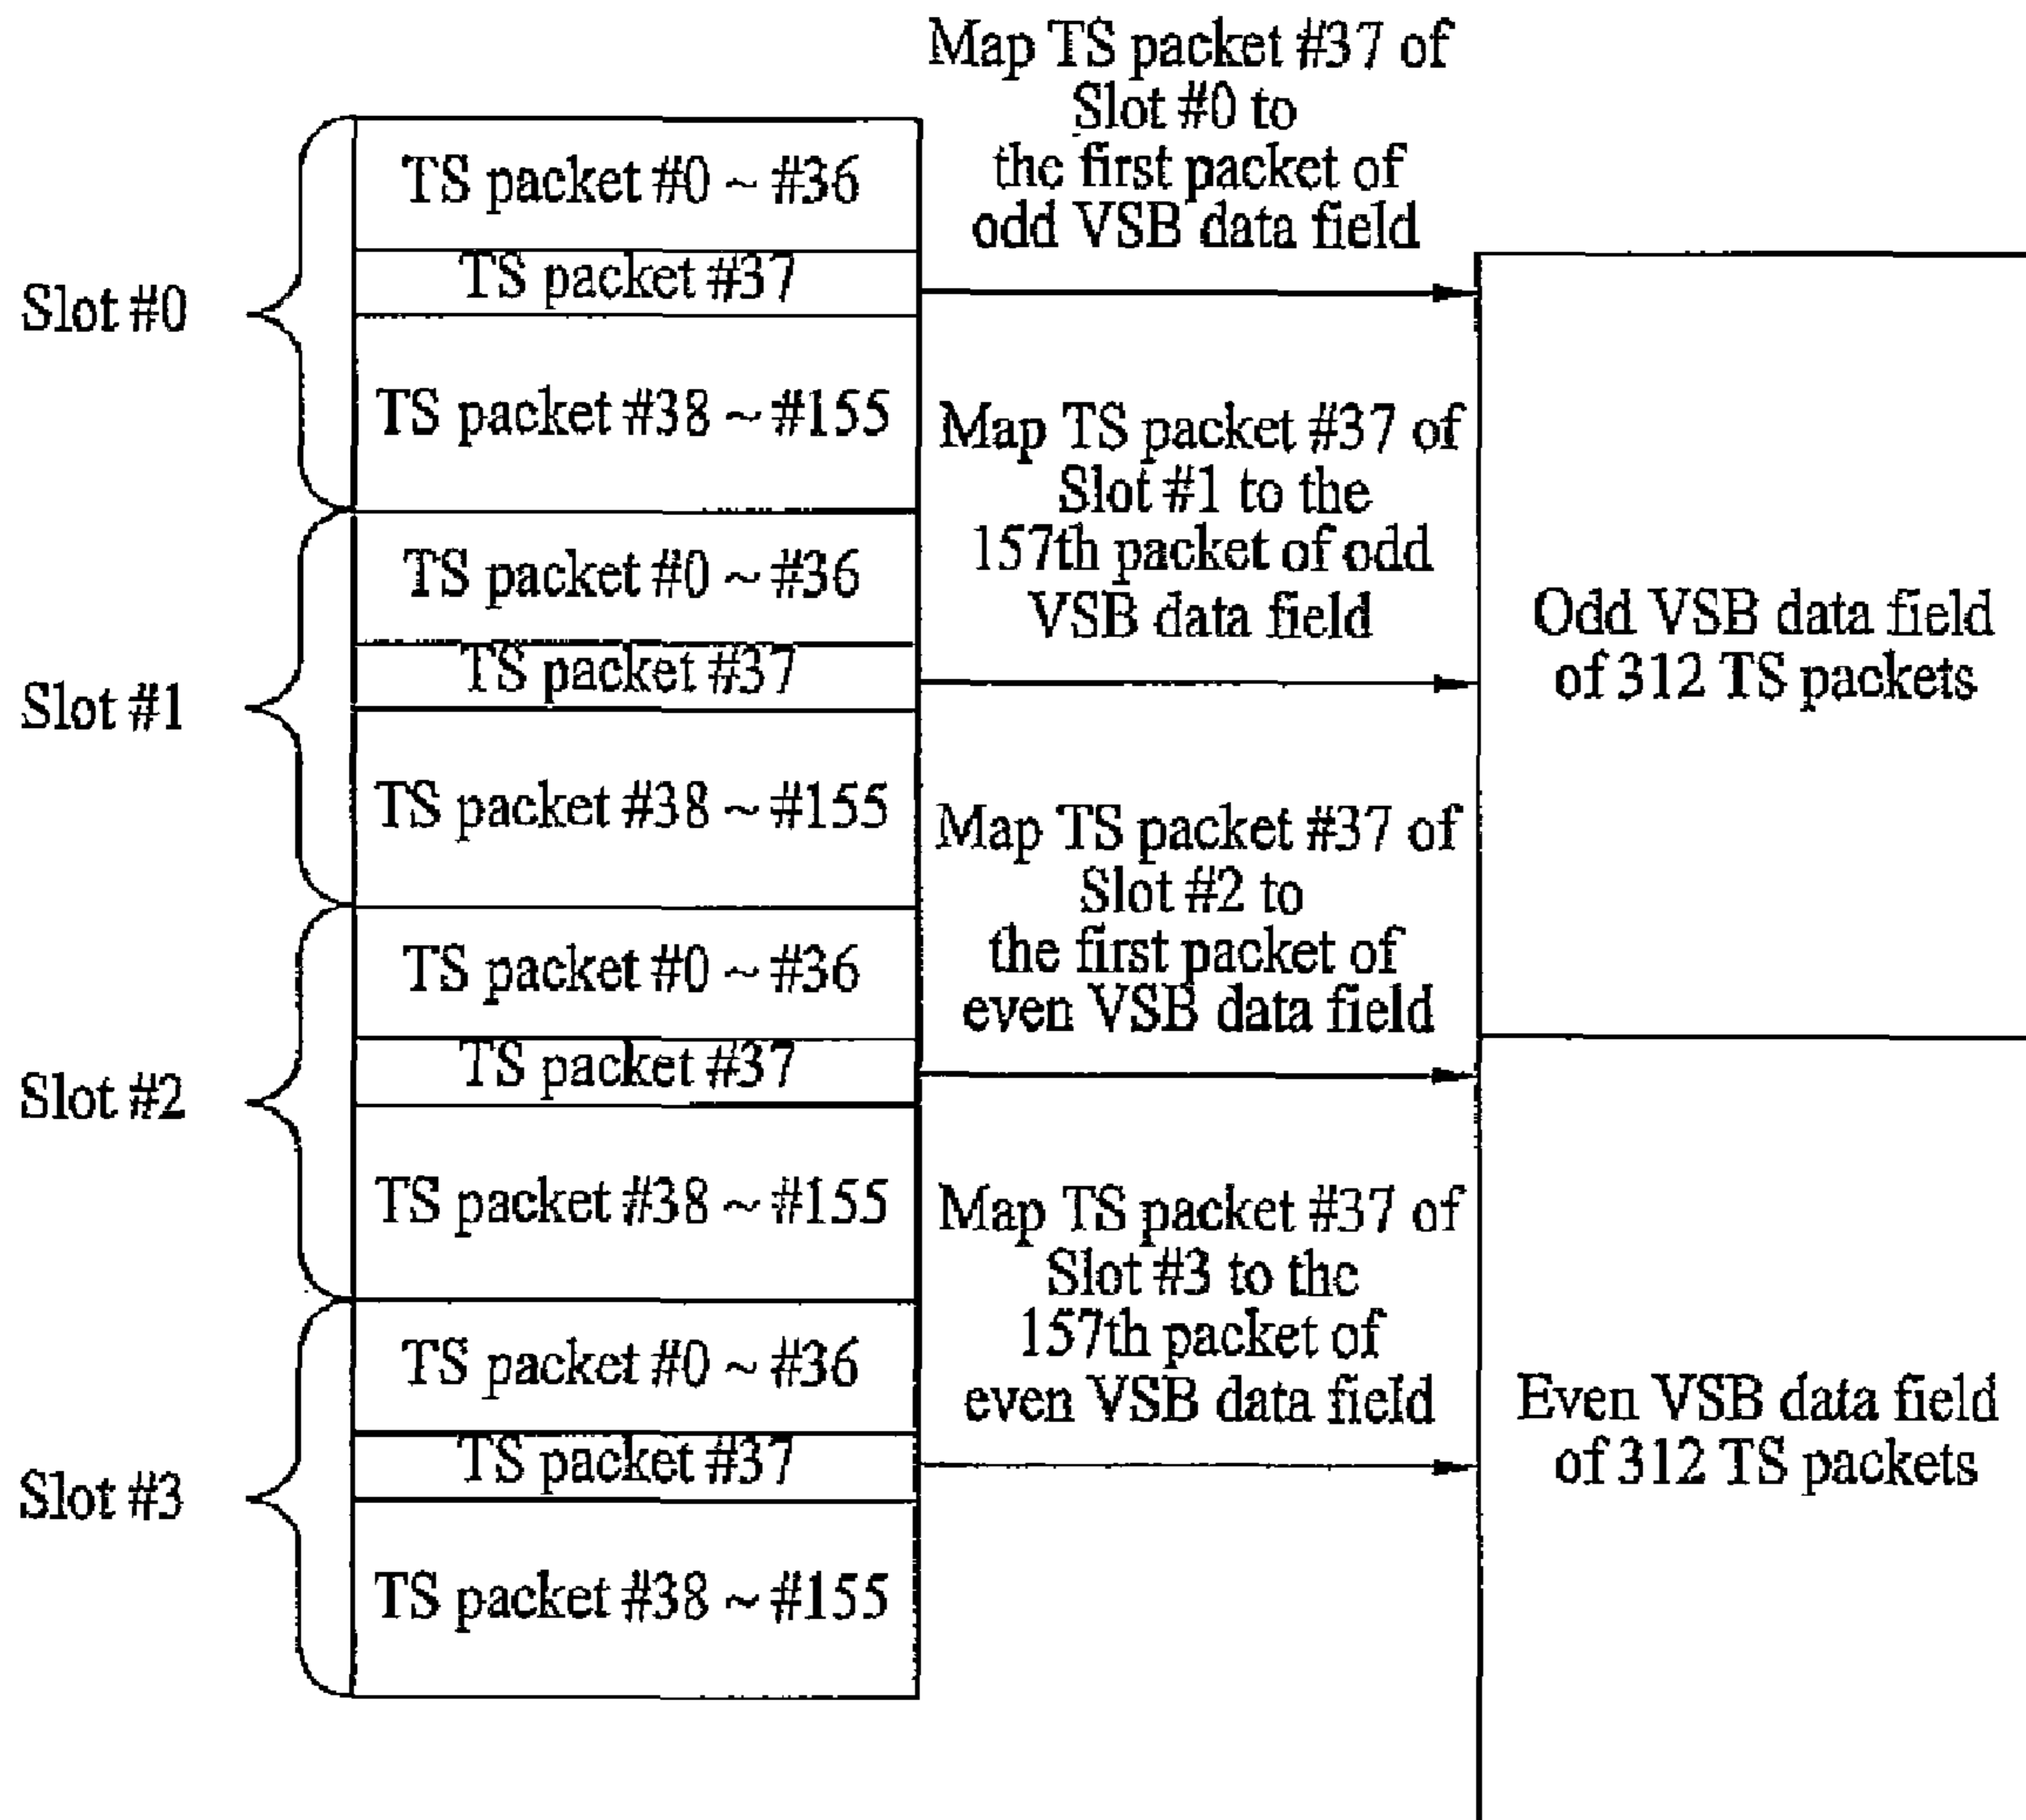 Map TS packet #37 of
Slot #0 to
the first packet of
odd VSB data field
Slot #0
TS packet #0 ~ #36
TS packet #37
TS packet #38 ~ #155
Map TS packet #37 of
Slot #1 to the
157th packet of odd
VSB data field
Slot #1
TS packet #0 ~ #36
TS packet #37
TS packet #38 ~ #155
Odd VSB data field
of 312 TS packets
Map TS packet #37 of
Slot #2 to
the first packet of
even VSB data field
Slot #2
TS packet #0 ~ #36
TS packet #37
TS packet #38 ~ #155
Map TS packet #37 of
Slot #3 to the
157th packet of
even VSB data field
Slot #3
TS packet #0 ~ #36
TS packet #37
TS packet #38 ~ #155
Even VSB data field
of 312 TS packets